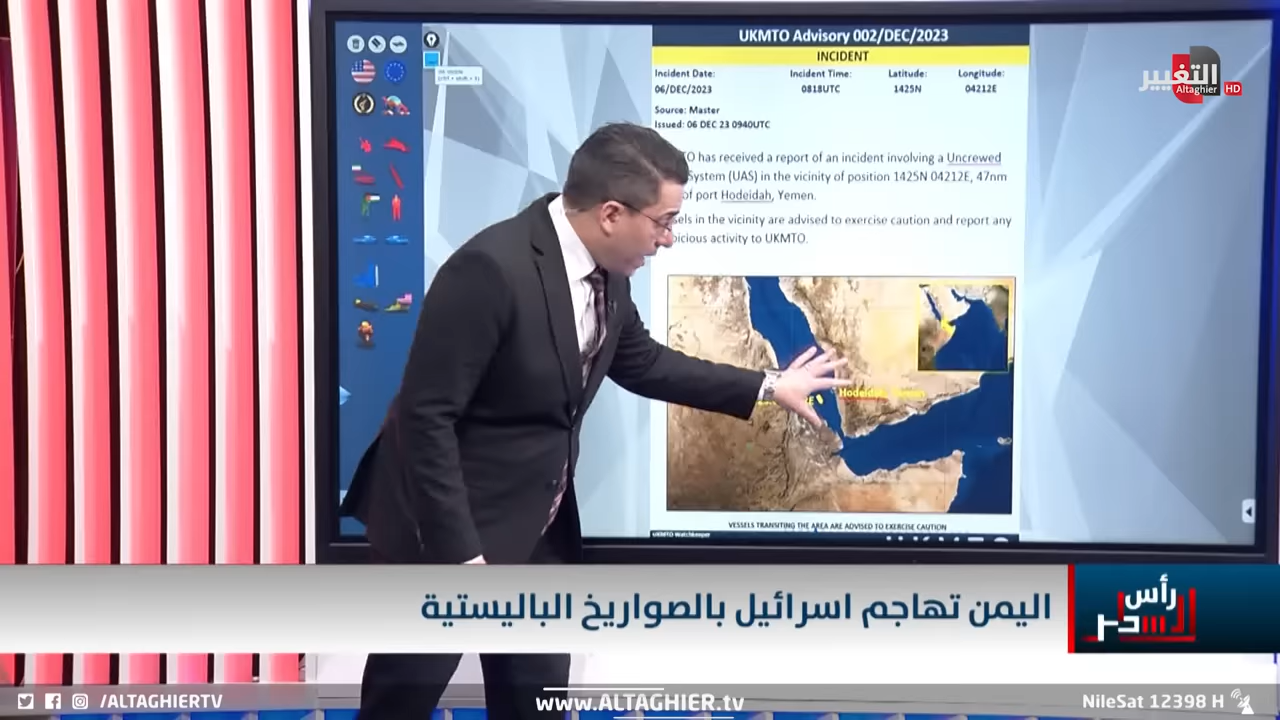 UKMTO Advisory 002/DEC/2023
INCIDENT
Incident Date: Incident Time: Latitude: Longitude:
06/DEC/2023 0818UTC 1425N 04212E
Source: Master
Issued: 06 DEC 23 0940UTC
has received a report of an incident involving a Uncrewed
System (UAS) in the vicinity of position 1425N 04212E, 47nm
of port Hodeidah, Yemen.
in the vicinity are advised to exercise caution and report any
activity to UKMTO.
Hodeidah
VESSELS TRANSITING THE AREA ARE ADVISED TO EXERCISE CAUTION
UKMTO Watchkeeper
التغيير
Altaghier HD
اليمن تهاجم اسرائيل بالصواريخ الباليستية
رأس
/ALTAGHIERTV
www.ALTAGHIER.tv
NileSat 12398 H